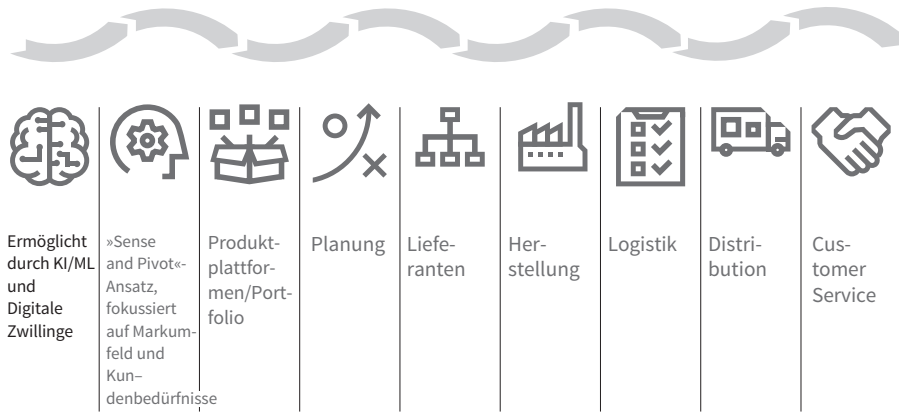 Ermöglicht
durch KI/ML
und
Digitale
Zwillinge
»Sense
and Pivot«-
Ansatz,
fokussiert
auf Markum-
feld und
Kun–
denbedürfnisse
Produkt-
plattfor-
men/Port-
folio
Planung
Liefe-
ranten
Her-
stellung
Logistik
Distri-
bution
Cus-
tomer
Service